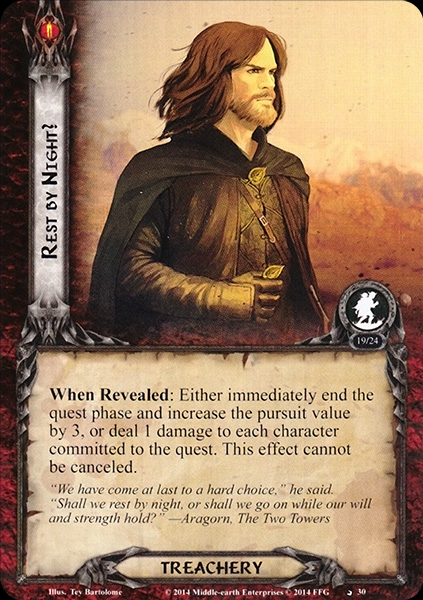 REST BY NIGHT?
19/24
When Revealed: Either immediately end the
quest phase and increase the pursuit value
by 3, or deal 1 damage to each character
committed to the quest. This effect cannot
be canceled.
“We have come at last to a hard choice,” he said.
“Shall we rest by night, or shall we go on while our will
and strength hold?” —Aragorn, The Two Towers
TREACHERY
Illus. Tey Bartolome © 2014 Middle-earth Enterprises © 2014 FFG 30